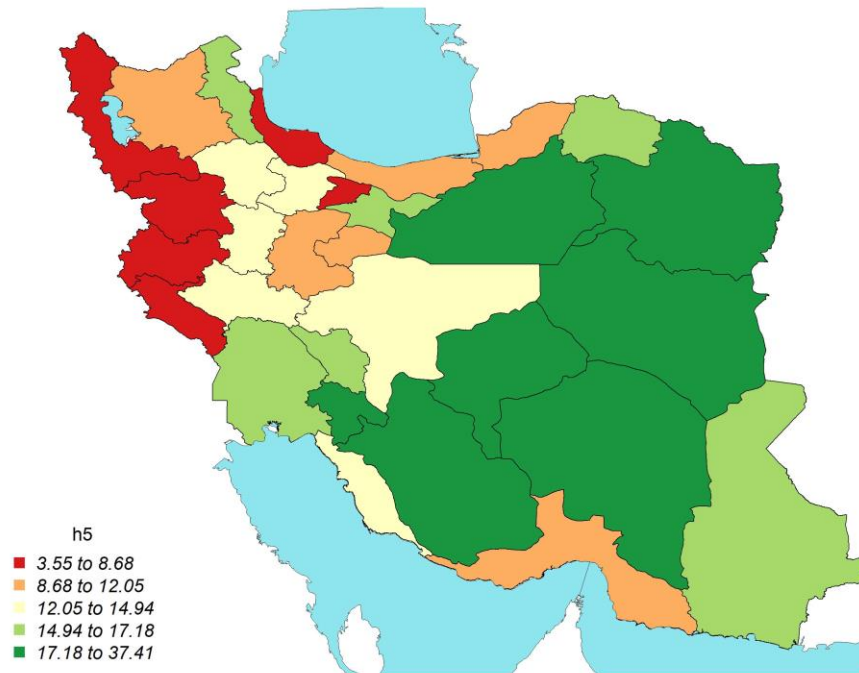 h5
3.55 to 8.68
8.68 to 12.05
12.05 to 14.94
14.94 to 17.18
17.18 to 37.41